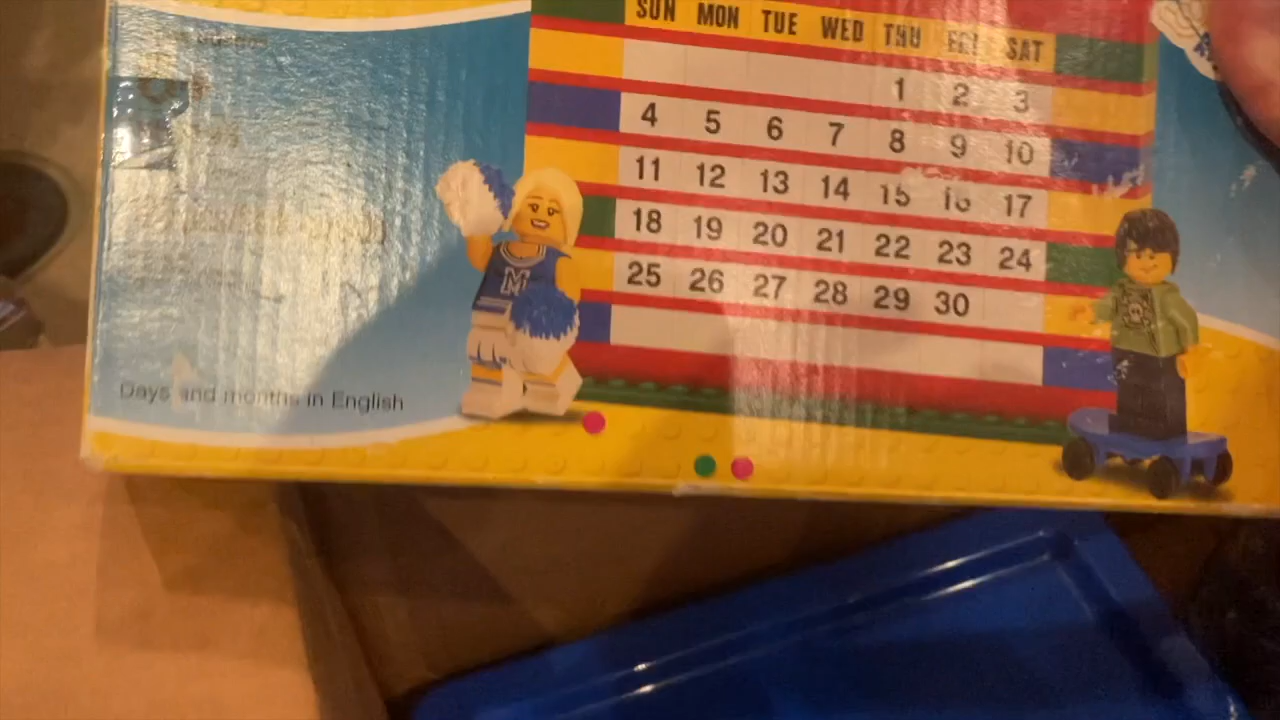 SUN MON TUE WED THU FRI SAT
1 2 3
4 5 6 7 8 9 10
11 12 13 14 15 16 17
18 19 20 21 22 23 24
25 26 27 28 29 30
M
Days and months in English